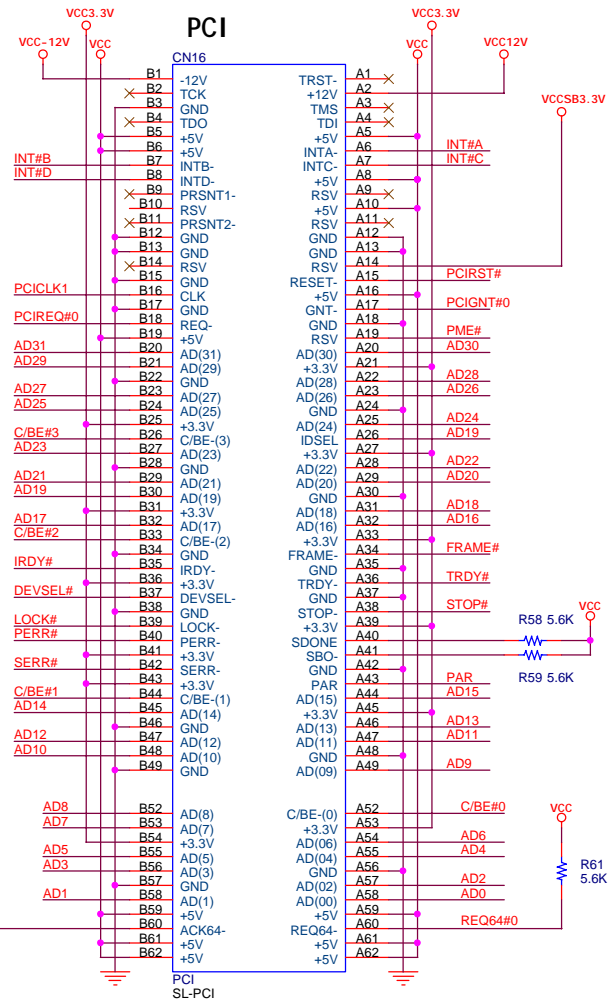 PCI
VCC3.3V VCC3.3V
VCC-12V VCC VCC VCC12V
CN16
VCCSB3.3V
B1 -12V TRST- A1
B2 TCK +12V A2
B3 GND TMS A3
B4 TDO TDI A4
B5 +5V +5V A5
B6 +5V INTA- A6 INT#A
INT#B B7 INTB- INTC- A7 INT#C
INT#D B8 INTD- +5V A8
B9 PRSNT1- RSV A9
B10 RSV +5V A10
B11 PRSNT2- RSV A11
B12 GND GND A12
B13 GND GND A13
B14 RSV RSV A14
B15 GND RESET- A15 PCIRST#
PCICLK1 B16 CLK +5V A16
B17 GND GNT- A17 PCIGNT#0
PCIREQ#0 B18 REQ- GND A18
B19 +5V RSV A19 PME#
AD31 B20 AD(31) AD(30) A20 AD30
AD29 B21 AD(29) +3.3V A21
B22 GND AD(28) A22 AD28
AD27 B23 AD(27) AD(26) A23 AD26
AD25 B24 AD(25) GND A24
B25 +3.3V AD(24) A25 AD24
C/BE#3 B26 C/BE-(3) IDSEL A26 AD19
AD23 B27 AD(23) +3.3V A27
B28 GND AD(22) A28 AD22
AD21 B29 AD(21) AD(20) A29 AD20
AD19 B30 AD(19) GND A30
B31 +3.3V AD(18) A31 AD18
AD17 B32 AD(17) AD(16) A32 AD16
C/BE#2 B33 C/BE-(2) +3.3V A33
B34 GND FRAME- A34 FRAME#
IRDY# B35 IRDY- GND A35
B36 +3.3V TRDY- A36 TRDY#
DEVSEL# B37 DEVSEL- GND A37
B38 GND STOP- A38 STOP#
LOCK# B39 LOCK- +3.3V A39
PERR# B40 PERR- SDONE A40 R58 5.6K VCC
B41 +3.3V SBO- A41 R59 5.6K
SERR# B42 SERR- GND A42
B43 +3.3V PAR A43 PAR
C/BE#1 B44 C/BE-(1) AD(15) A44 AD15
AD14 B45 AD(14) +3.3V A45
B46 GND AD(13) A46 AD13
AD12 B47 AD(12) AD(11) A47 AD11
AD10 B48 AD(10) GND A48
B49 GND AD(09) A49 AD9
AD8 B52 AD(8) C/BE-(0) A52 C/BE#0
AD7 B53 AD(7) +3.3V A53 VCC
B54 +3.3V AD(06) A54 AD6
AD5 B55 AD(5) AD(04) A55 AD4
AD3 B56 AD(3) GND A56 R61
B57 GND AD(02) A57 AD2 5.6K
AD1 B58 AD(1) AD(00) A58 AD0
B59 +5V +5V A59
B60 ACK64- REQ64- A60 REQ64#0
B61 +5V +5V A61
B62 +5V +5V A62
PCI
SL-PCI